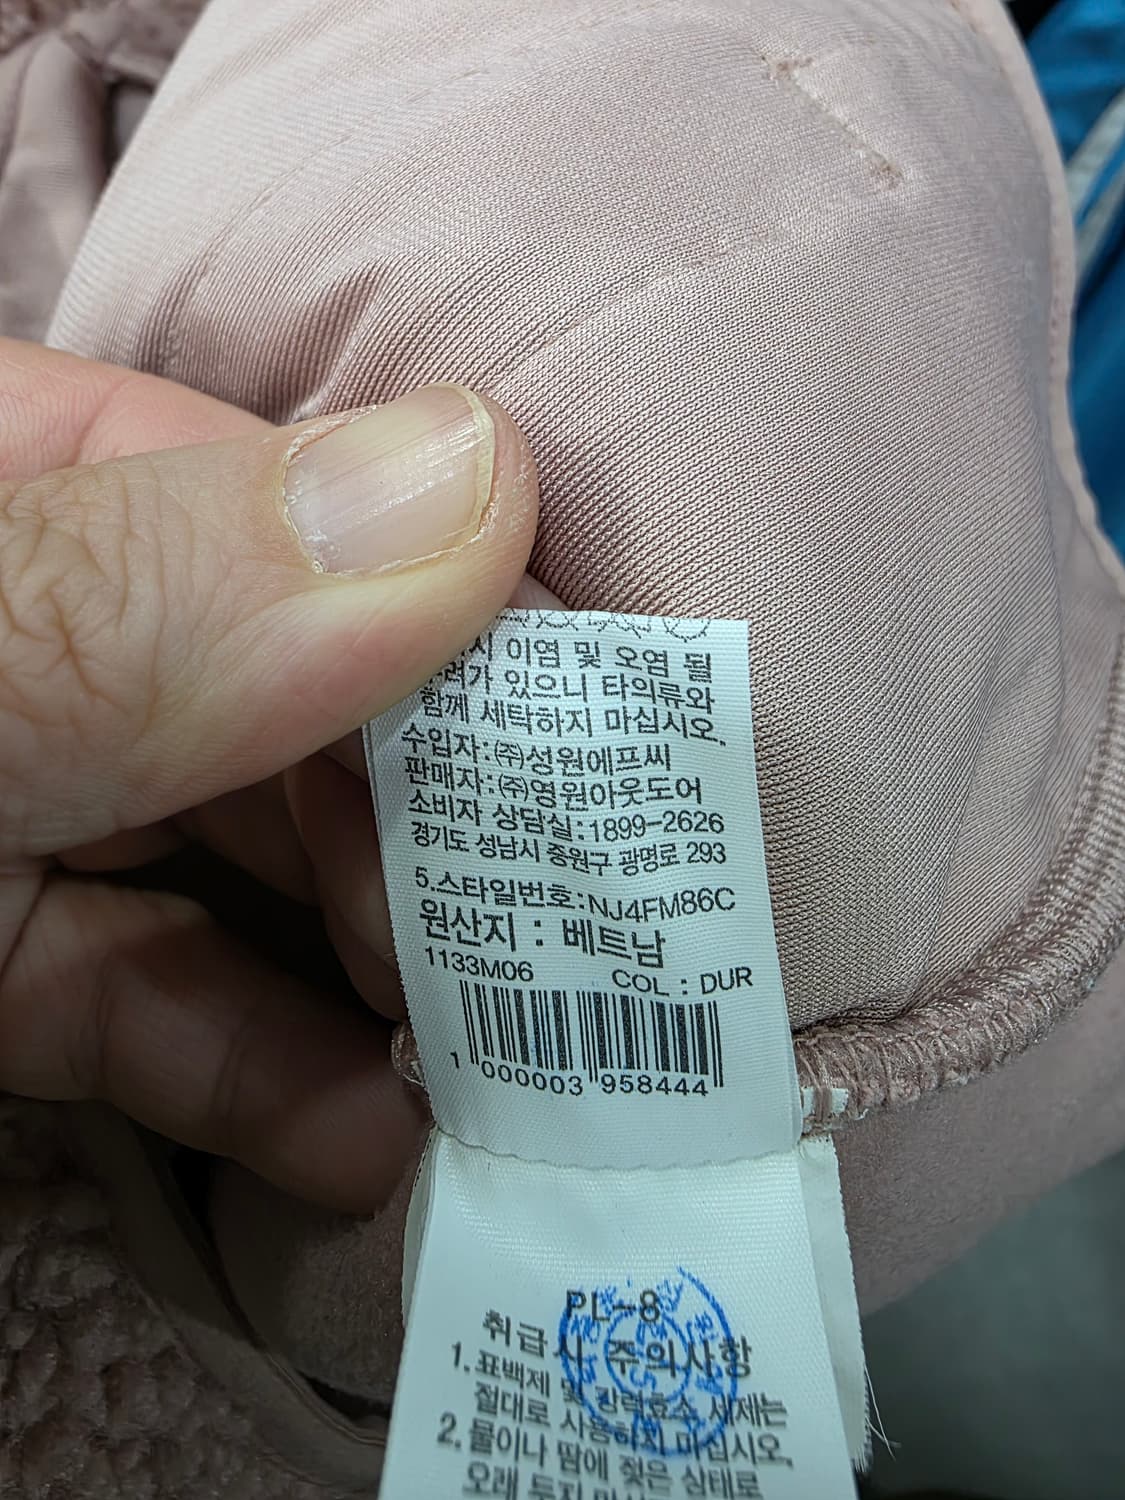 시 이염 및 오염 될
려가 있으니 타의류와
함께 세탁하지 마십시오.
수입자:㈜성원에프씨
판매자:㈜영원아웃도어
소비자 상담실:1899-2626
경기도 성남시 중원구 광명로 293
5.스타일번호:NJ4FM86C
원산지 : 베트남
1133M06 COL : DUR
1 000003 958444
PL-8
취급시 주의사항
1.표백제 및 강력효소 세제는
절대로 사용하지 마십시오.
2.물이나 땀에 젖은 상태로
오래 두지